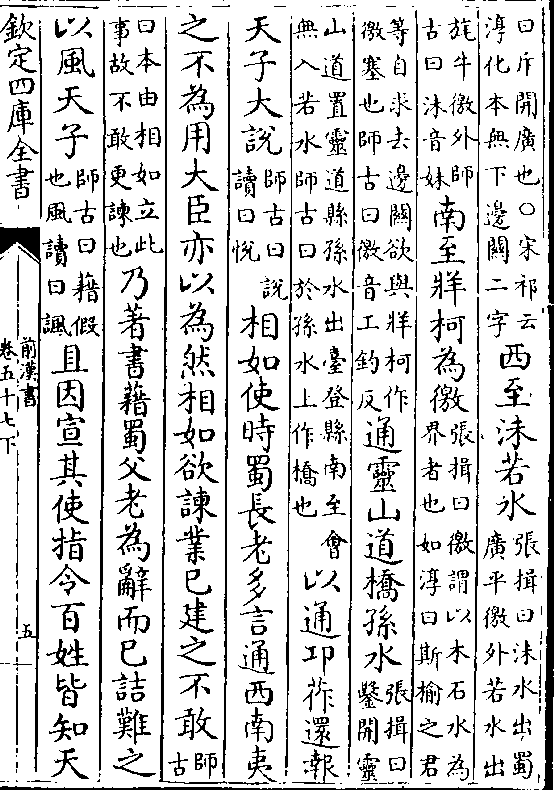 曰斥開廣也○宋祁云淳化本無下邊關二字西至沬若水張揖曰沬水出蜀廣平徼外若水出
旄牛徼外師古曰沬音妹南至牂柯為徼張揖曰徼謂以木石水為界者也如淳曰斯榆之君
等自求去邊關欲與牂柯作徼塞也師古曰徼音工釣反通靈山道橋孫水張揖曰鑿開靈
山道置靈道縣孫水出臺登縣南至會無入若水師古曰於孫水上作橋也以通卭莋還報
天子大說師古曰說讀曰悅相如使時蜀長老多言通西南夷
之不為用大臣亦以為然相如欲諫業已建之不敢師古
曰本由相如立此事故不敢更諫也乃著書藉蜀父老為辭而已詰難之
以風天子師古曰藉假也風讀曰諷且因宣其使指令百姓皆知天
欽定四庫全書
前漢書
卷五十七下
五